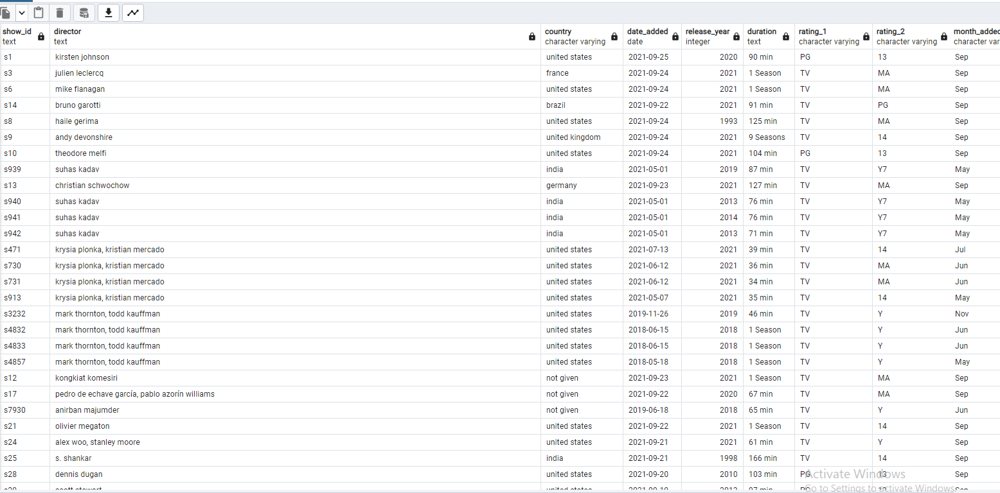 show_id director country date_added release_year duration rating_1 rating_2 month_added
text text character varying date integer text character varying character varying character var
s1 kirsten johnson united states 2021-09-25 2020 90 min PG 13 Sep
s3 julien leclercq france 2021-09-24 2021 1 Season TV MA Sep
s6 mike flanagan united states 2021-09-24 2021 1 Season TV MA Sep
s14 bruno garotti brazil 2021-09-22 2021 91 min TV PG Sep
s8 haile gerima united states 2021-09-24 1993 125 min TV MA Sep
s9 andy devonshire united kingdom 2021-09-24 2021 9 Seasons TV 14 Sep
s10 theodore melfi united states 2021-09-24 2021 104 min PG 13 Sep
s939 suhas kadav india 2021-05-01 2019 87 min TV Y7 May
s13 christian schwochow germany 2021-09-23 2021 127 min TV MA Sep
s940 suhas kadav india 2021-05-01 2013 76 min TV Y7 May
s941 suhas kadav india 2021-05-01 2014 76 min TV Y7 May
s942 suhas kadav india 2021-05-01 2013 71 min TV Y7 May
s471 krysia plonka, kristian mercado united states 2021-07-13 2021 39 min TV 14 Jul
s730 krysia plonka, kristian mercado united states 2021-06-12 2021 36 min TV MA Jun
s731 krysia plonka, kristian mercado united states 2021-06-12 2021 34 min TV MA Jun
s913 krysia plonka, kristian mercado united states 2021-05-07 2021 35 min TV 14 May
s3232 mark thornton, todd kauffman united states 2019-11-26 2019 46 min TV Y Nov
s4832 mark thornton, todd kauffman united states 2018-06-15 2018 1 Season TV Y Jun
s4833 mark thornton, todd kauffman united states 2018-06-15 2018 1 Season TV Y Jun
s4857 mark thornton, todd kauffman united states 2018-05-18 2018 1 Season TV Y May
s12 kongkiat komesiri not given 2021-09-23 2021 1 Season TV MA Sep
s17 pedro de echave garcía, pablo azorín williams not given 2021-09-22 2020 67 min TV MA Sep
s7930 anirban majumder not given 2019-06-18 2018 65 min TV Y Jun
s21 olivier megaton united states 2021-09-22 2021 1 Season TV 14 Sep
s24 alex woo, stanley moore united states 2021-09-21 2021 61 min TV Y Sep
s25 s. shankar india 2021-09-21 1998 166 min TV 14 Sep
s28 dennis dugan united states 2021-09-20 2010 103 min PG 13 Sep
Activate Windows
Go to Settings to activate Windows.